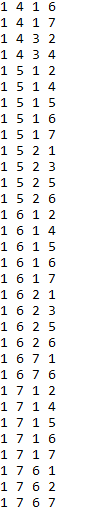 1 4 1 6
1 4 1 7
1 4 3 2
1 4 3 4
1 5 1 2
1 5 1 4
1 5 1 5
1 5 1 6
1 5 1 7
1 5 2 1
1 5 2 3
1 5 2 5
1 5 2 6
1 6 1 2
1 6 1 4
1 6 1 5
1 6 1 6
1 6 1 7
1 6 2 1
1 6 2 3
1 6 2 5
1 6 2 6
1 6 7 1
1 6 7 6
1 7 1 2
1 7 1 4
1 7 1 5
1 7 1 6
1 7 1 7
1 7 6 1
1 7 6 2
1 7 6 7